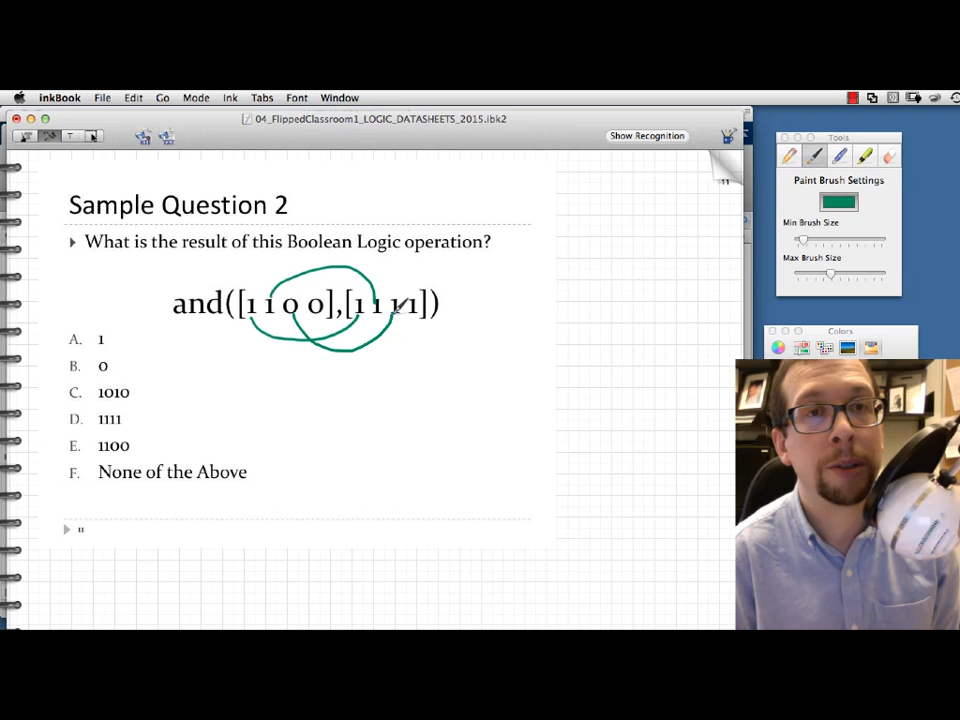 inkBook File Edit Go Mode Ink Tabs Font Window
04_FlippedClassroom1_LOGIC_DATASHEETS_2015.ibk2
T
Show Recognition
11
Tools
Paint Brush Settings
Min Brush Size
Max Brush Size
Colors
Sample Question 2
What is the result of this Boolean Logic operation?
and([1 1 0 0],[1 1 1 1])
A. 1
B. 0
C. 1010
D. 1111
E. 1100
F. None of the Above
11